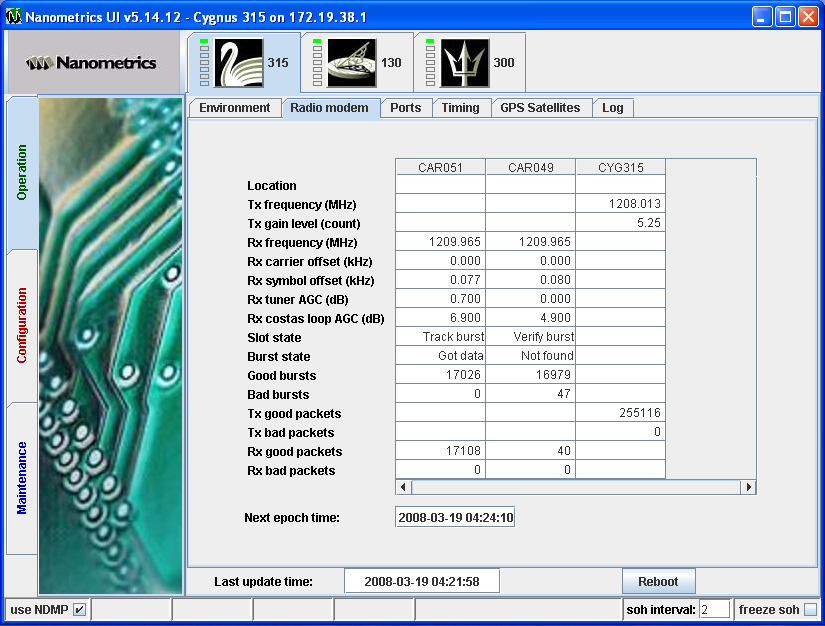 Nanometrics UI v5.14.12 - Cygnus 315 on 172.19.38.1
Nanometrics
315
130
300
Environment
Radio modem
Ports
Timing
GPS Satellites
Log
Operation
Configuration
Maintenance
CAR051 CAR049 CYG315
Location
Tx frequency (MHz) 1208.013
Tx gain level (count) 5.25
Rx frequency (MHz) 1209.965 1209.965
Rx carrier offset (kHz) 0.000 0.000
Rx symbol offset (kHz) 0.077 0.080
Rx tuner AGC (dB) 0.700 0.000
Rx costas loop AGC (dB) 6.900 4.900
Slot state Track burst Verify burst
Burst state Got data Not found
Good bursts 17026 16979
Bad bursts 0 47
Tx good packets 255116
Tx bad packets 0
Rx good packets 17108 40
Rx bad packets 0 0
Next epoch time: 2008-03-19 04:24:10
Last update time: 2008-03-19 04:21:58 Reboot
use NDMP soh interval: 2 freeze soh